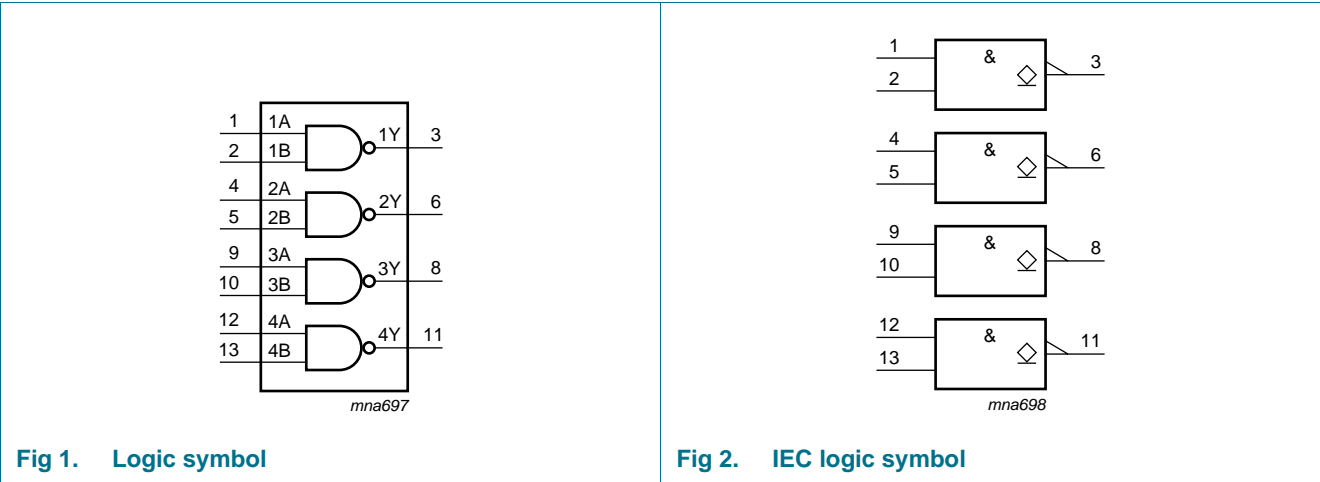 1 1A 1Y 3
2 1B
4 2A 2Y 6
5 2B
9 3A 3Y 8
10 3B
12 4A 4Y 11
13 4B
mna697
Fig 1. Logic symbol
1 & 3
2
4 & 6
5
9 & 8
10
12 & 11
13
mna698
Fig 2. IEC logic symbol